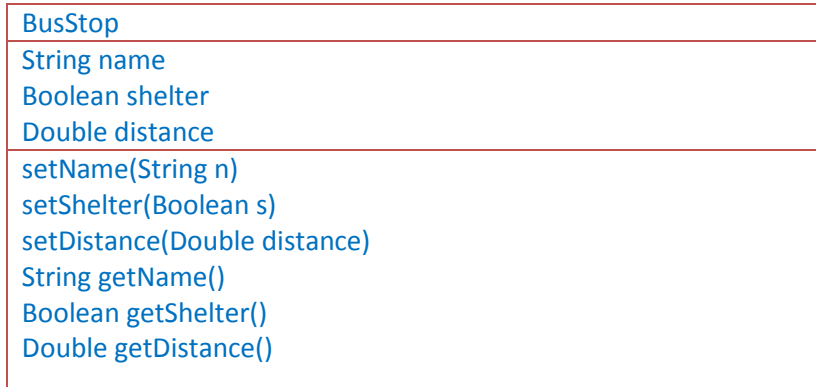 BusStop
String name
Boolean shelter
Double distance
setName(String n)
setShelter(Boolean s)
setDistance(Double distance)
String getName()
Boolean getShelter()
Double getDistance()